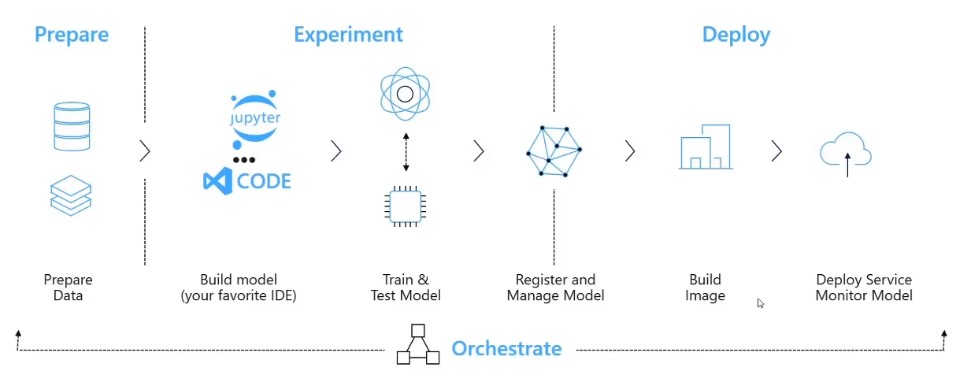 Prepare
Experiment
Deploy
jupyter
CODE
Prepare
Data
Build model
(your favorite IDE)
Train &
Test Model
Register and
Manage Model
Build
Image
Deploy Service
Monitor Model
Orchestrate